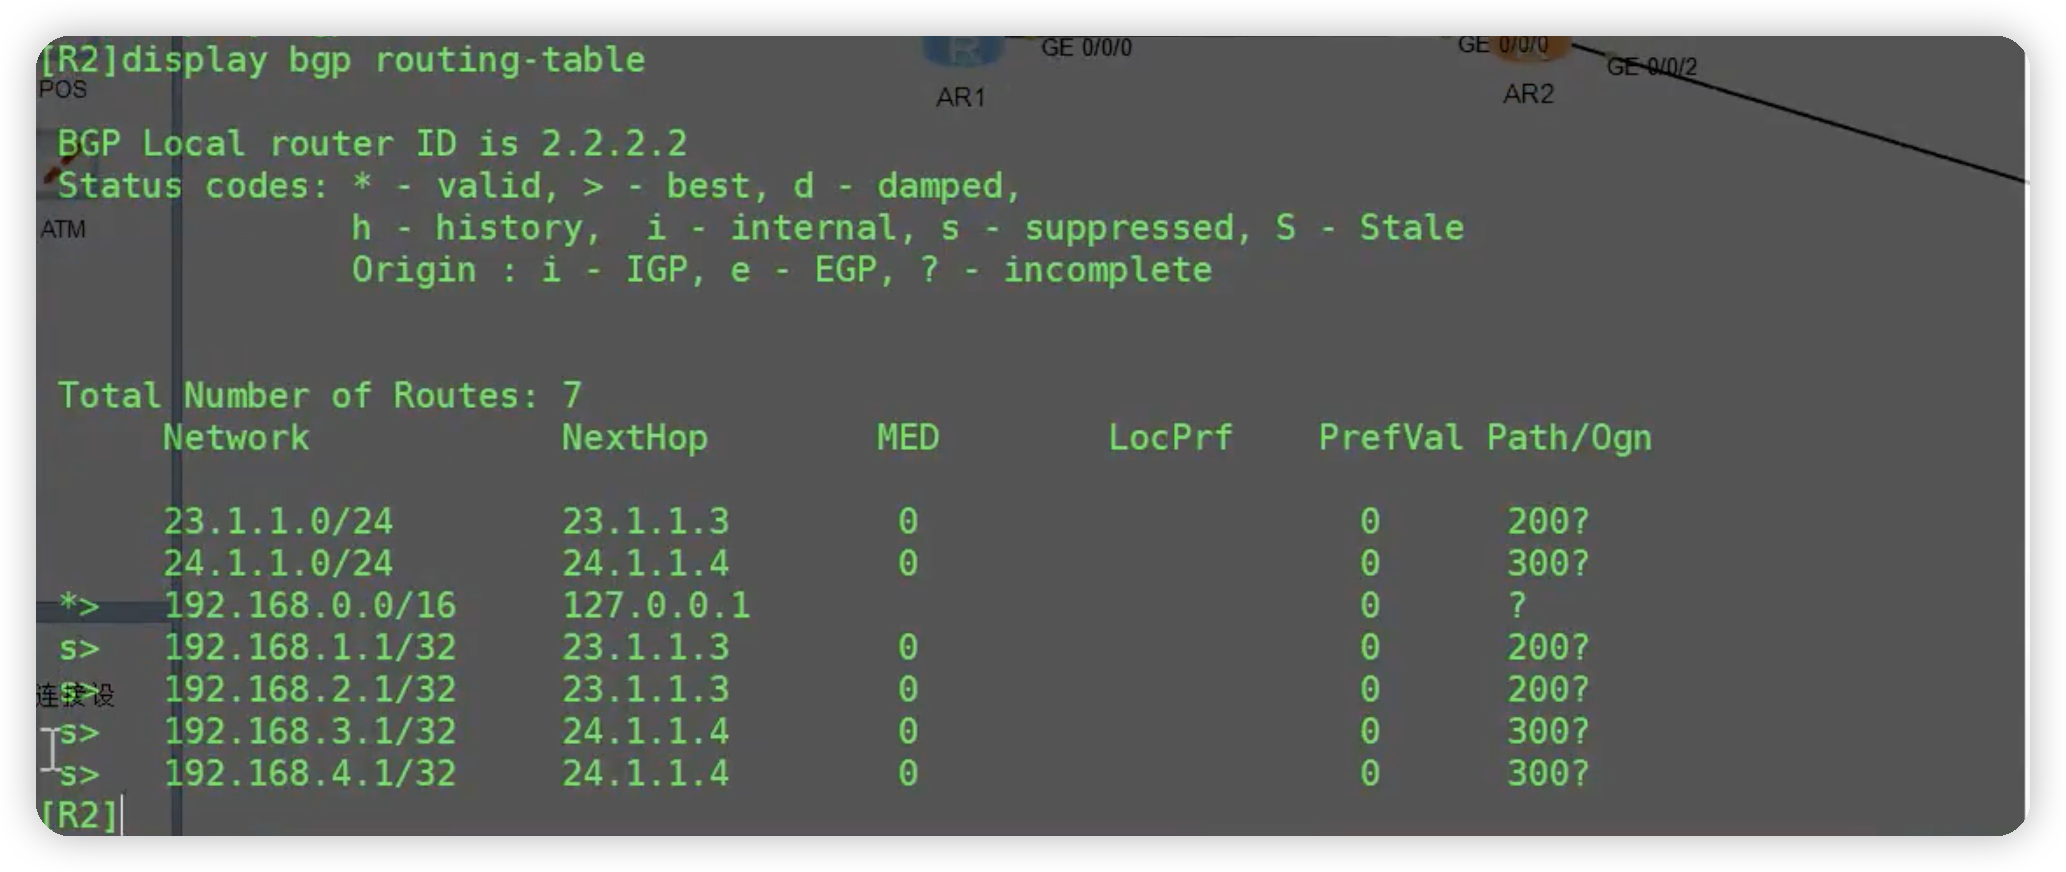 [R2]display bgp routing-table
GE 0/0/0
GE 0/0/0
GE 0/0/2
POS
AR1
AR2
BGP Local router ID is 2.2.2.2
Status codes: * - valid, > - best, d - damped,
ATM
h - history,  i - internal, s - suppressed, S - Stale
Origin : i - IGP, e - EGP, ? - incomplete
Total Number of Routes: 7
Network NextHop MED LocPrf PrefVal Path/Ogn
23.1.1.0/24 23.1.1.3 0 0 200?
24.1.1.0/24 24.1.1.4 0 0 300?
*> 192.168.0.0/16 127.0.0.1 0 ?
s> 192.168.1.1/32 23.1.1.3 0 0 200?
s> 192.168.2.1/32 23.1.1.3 0 0 200?
连接设
s> 192.168.3.1/32 24.1.1.4 0 0 300?
s> 192.168.4.1/32 24.1.1.4 0 0 300?
[R2]